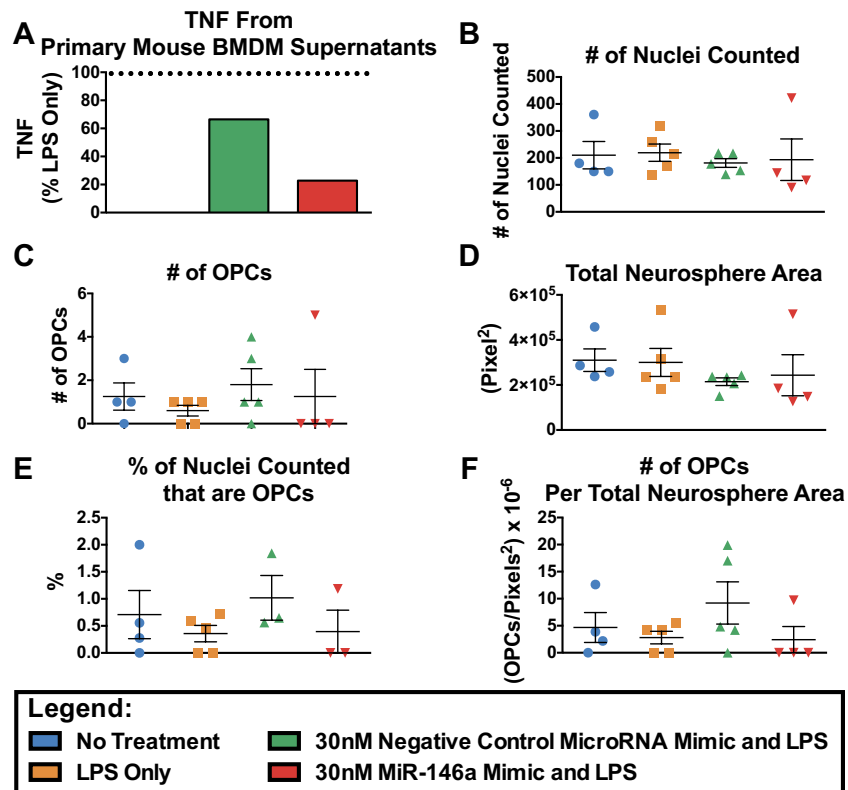 A
TNF From
Primary Mouse BMDM Supernatants
TNF
(% LPS Only)
100
80
60
40
20
0
B
# of Nuclei Counted
# of Nuclei Counted
500
400
300
200
100
0
C
# of OPCs
# of OPCs
6
4
2
0
D
Total Neurosphere Area
(Pixel²)
6×10⁵
4×10⁵
2×10⁵
0
E
% of Nuclei Counted
that are OPCs
%
2.5
2.0
1.5
1.0
0.5
0.0
F
# of OPCs
Per Total Neurosphere Area
(OPCs/Pixels²) x 10⁻⁶
25
20
15
10
5
0
Legend:
No Treatment
30nM Negative Control MicroRNA Mimic and LPS
LPS Only
30nM MiR-146a Mimic and LPS